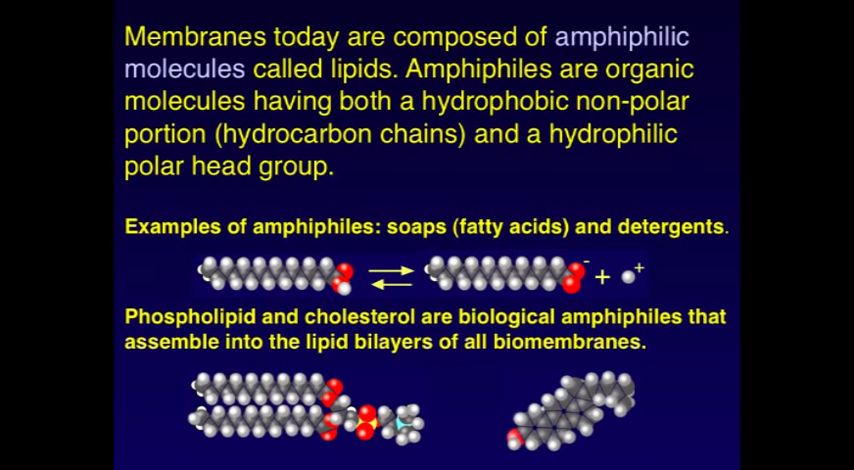 Membranes today are composed of amphiphilic
molecules called lipids. Amphiphiles are organic
molecules having both a hydrophobic non-polar
portion (hydrocarbon chains) and a hydrophilic
polar head group.
Examples of amphiphiles: soaps (fatty acids) and detergents.
- + +
Phospholipid and cholesterol are biological amphiphiles that
assemble into the lipid bilayers of all biomembranes.